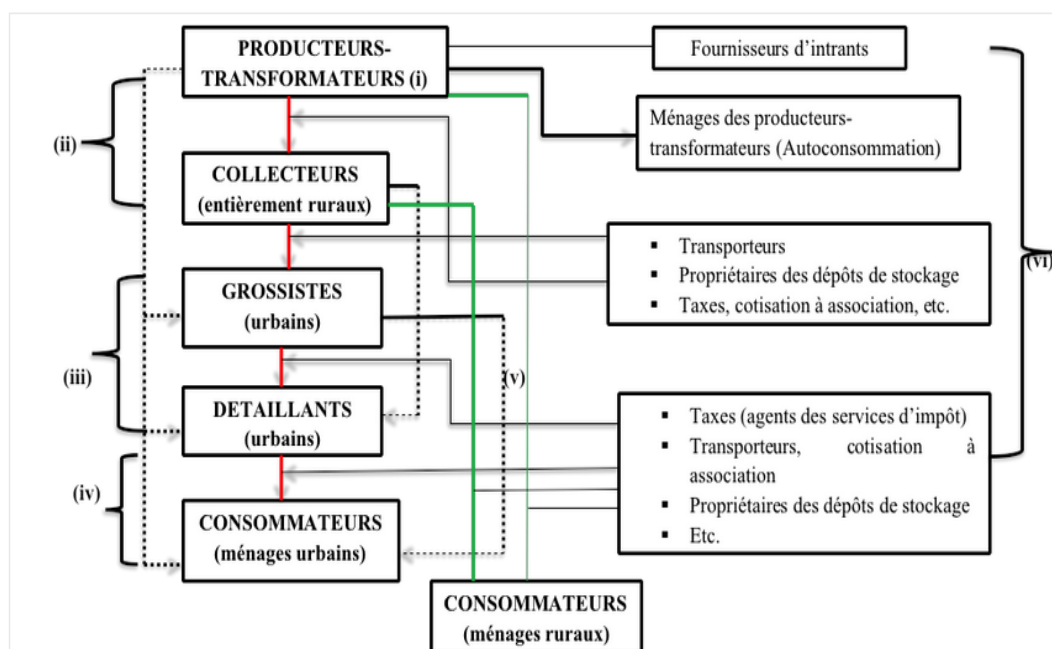 PRODUCTEURS-
TRANSFORMATEURS (i)
Fournisseurs d’intrants
Ménages des producteurs-
transformateurs (Autoconsommation)
(ii)
COLLECTEURS
(entièrement ruraux)
▪ Transporteurs
▪ Propriétaires des dépôts de stockage
▪ Taxes, cotisation à association, etc.
(vi)
GROSSISTES
(urbains)
(iii)
(v)
DETAILLANTS
(urbains)
▪ Taxes (agents des services d’impôt)
▪ Transporteurs, cotisation à
association
▪ Propriétaires des dépôts de stockage
▪ Etc.
(iv)
CONSOMMATEURS
(ménages urbains)
CONSOMMATEURS
(ménages ruraux)